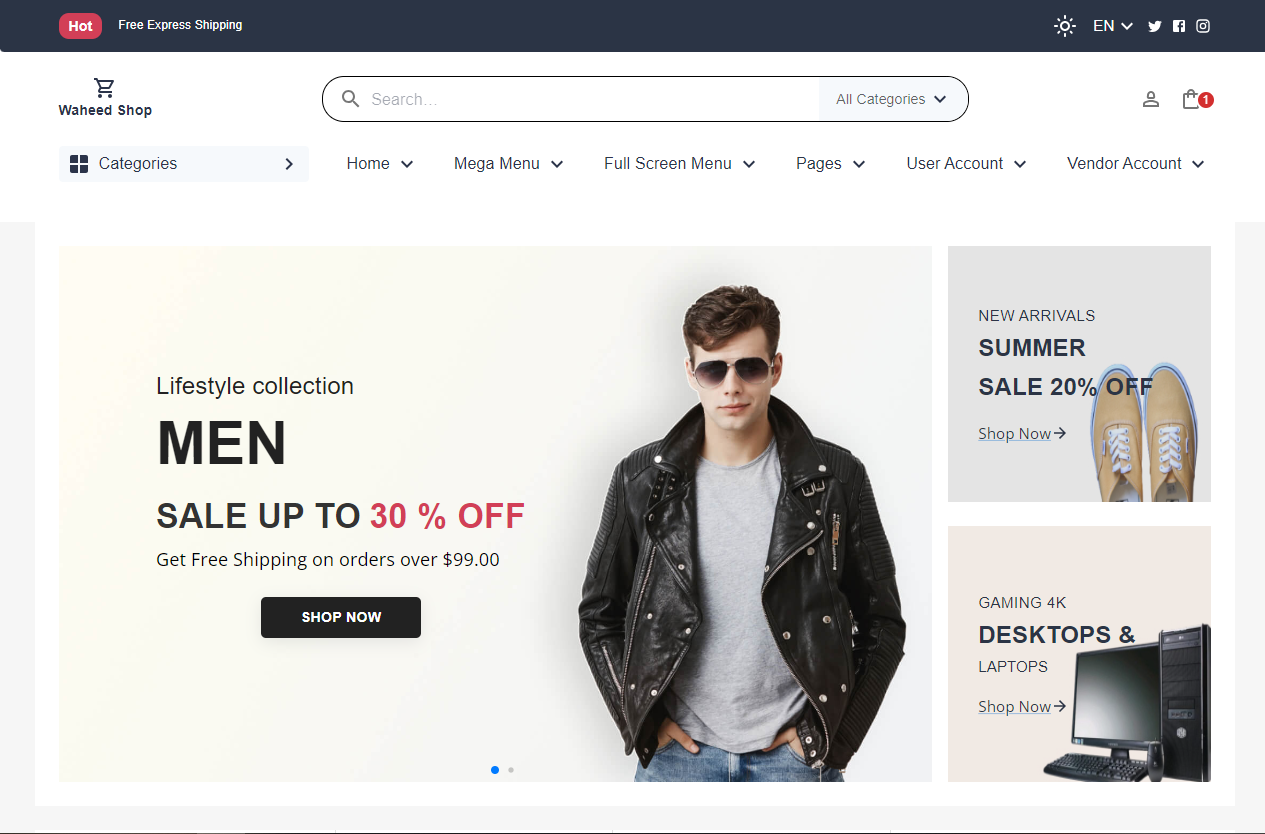 Hot Free Express Shipping EN
Waheed Shop
Search... All Categories 1
Categories Home Mega Menu Full Screen Menu Pages User Account Vendor Account
Lifestyle collection
MEN
SALE UP TO 30 % OFF
Get Free Shipping on orders over $99.00
SHOP NOW
NEW ARRIVALS
SUMMER
SALE 20% OFF
Shop Now
GAMING 4K
DESKTOPS &
LAPTOPS
Shop Now